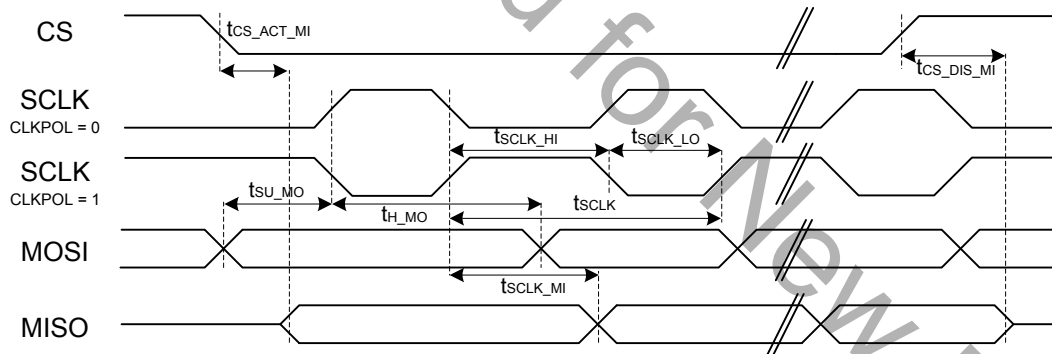 CS
tCS_ACT_MI
tCS_DIS_MI
SCLK
CLKPOL = 0
tSCLK_HI
tSCLK_LO
SCLK
CLKPOL = 1
tSU_MO
tH_MO
tSCLK
MOSI
tSCLK_MI
MISO
d for New